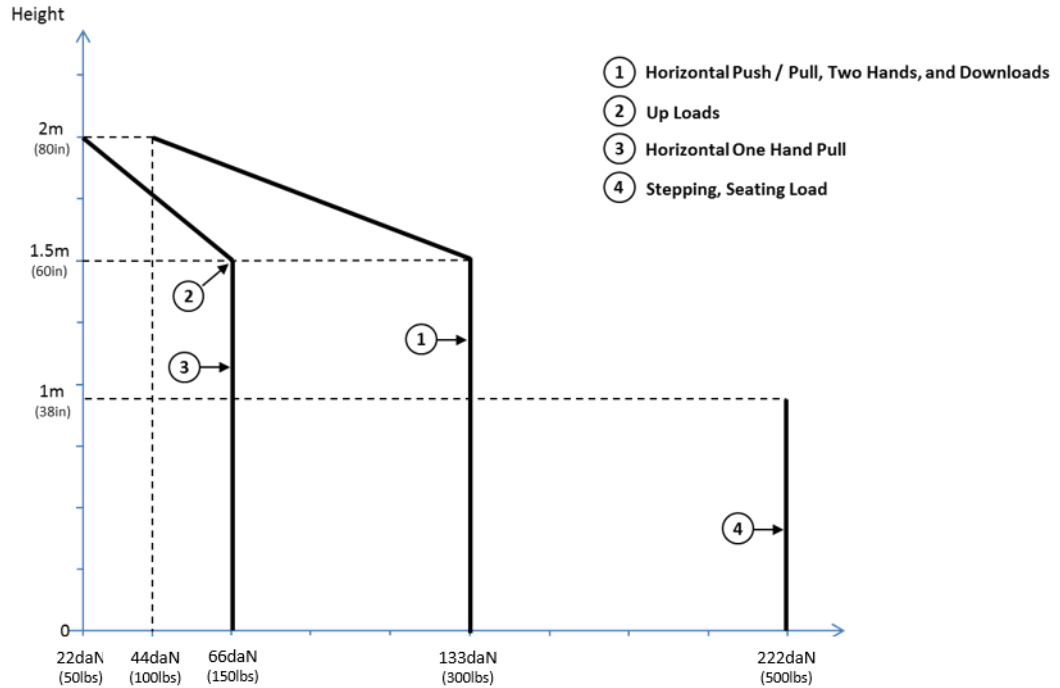 Height
1 Horizontal Push / Pull, Two Hands, and Downloads
2 Up Loads
3 Horizontal One Hand Pull
4 Stepping, Seating Load
2m
(80in)
1.5m
(60in)
2
1
3
1m
(38in)
4
0
22daN 44daN 66daN 133daN 222daN
(50lbs) (100lbs) (150lbs) (300lbs) (500lbs)